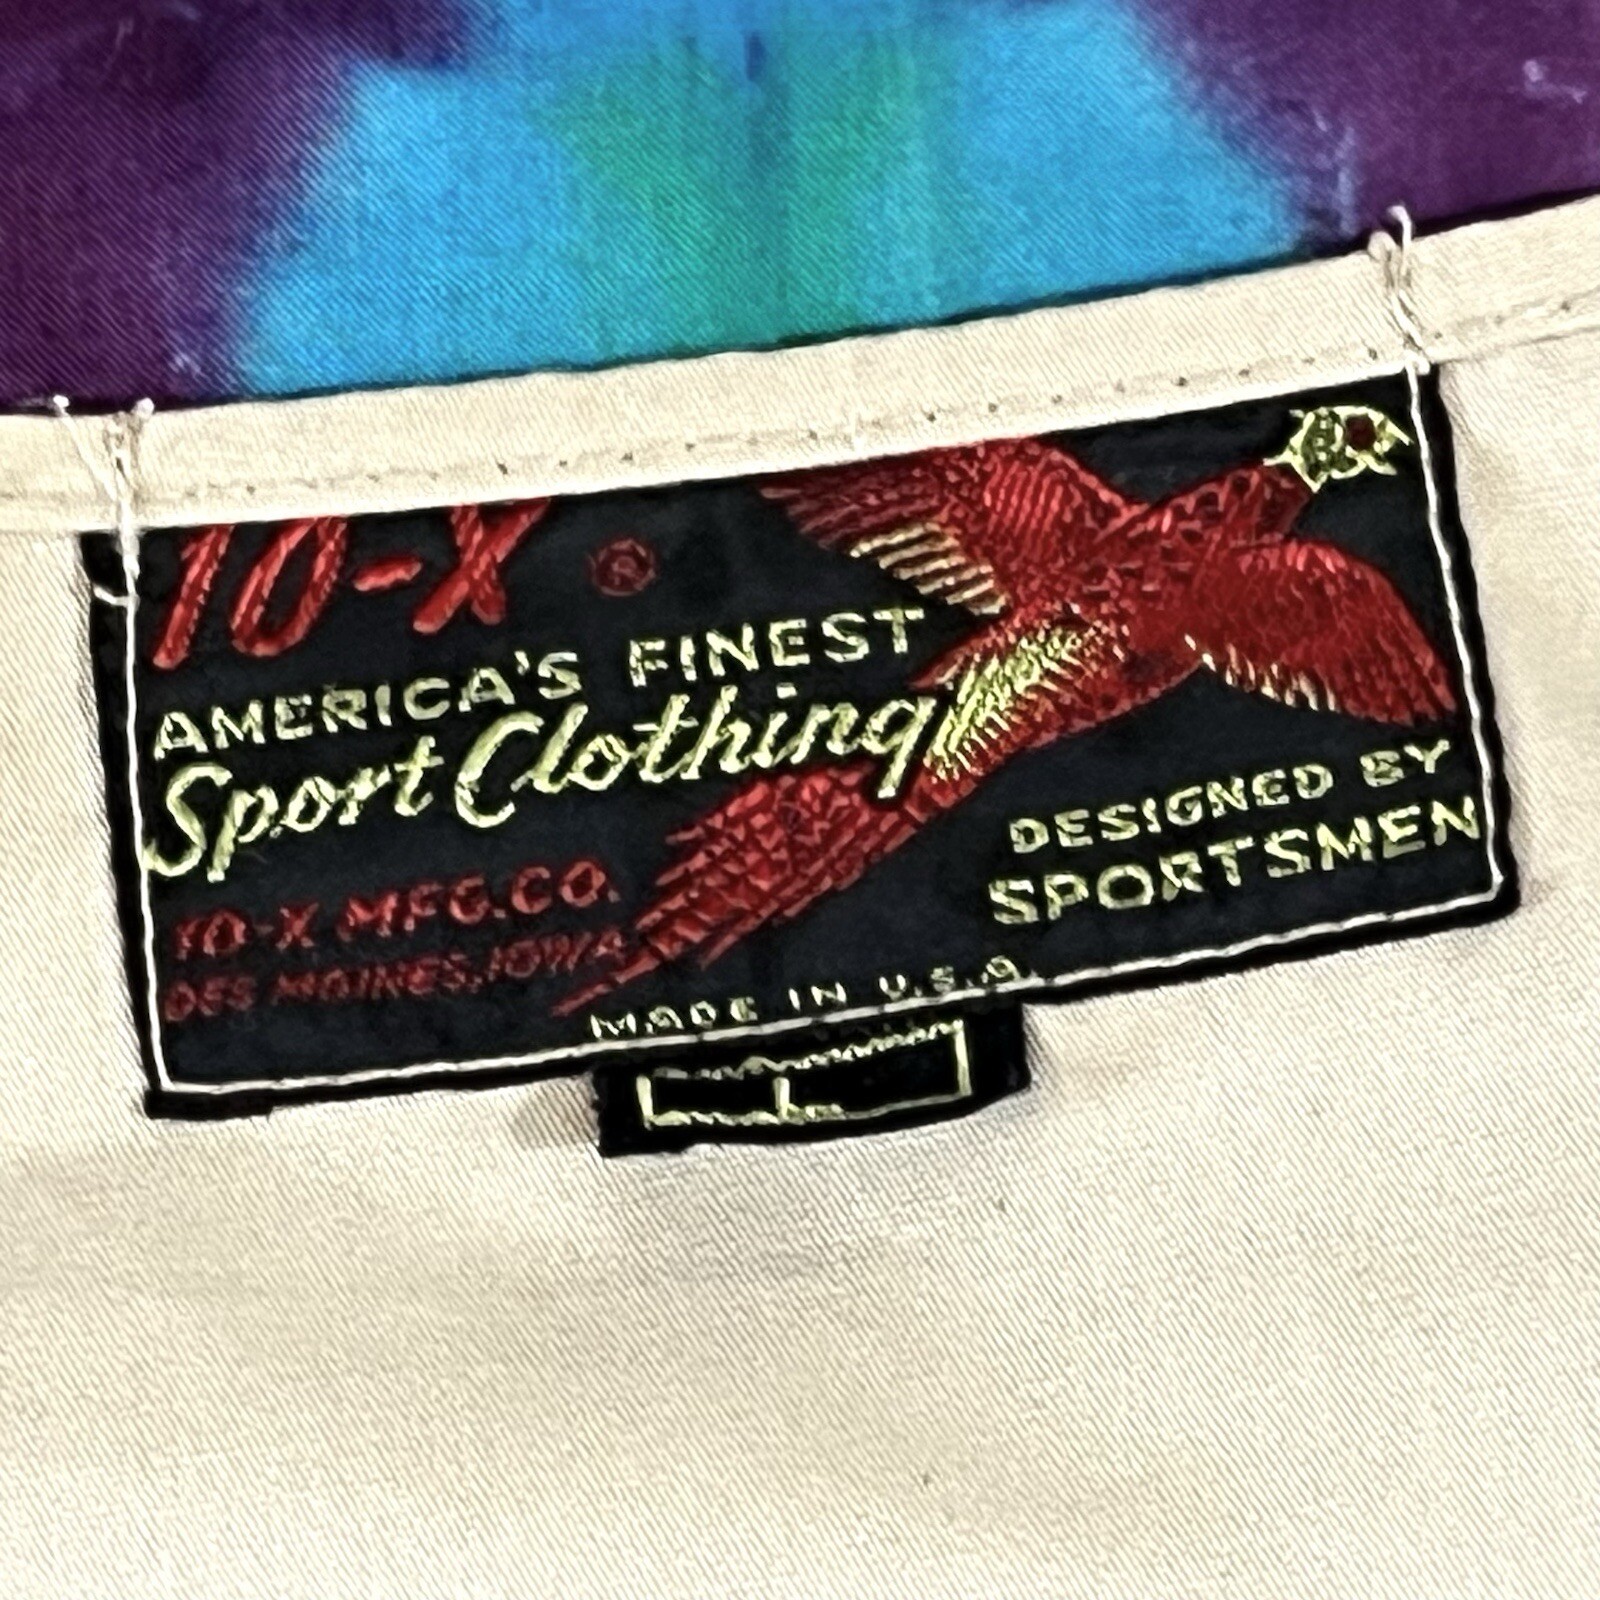 10-X ®
AMERICA'S FINEST
Sport Clothing
DESIGNED BY
SPORTSMEN
10-X MFG.CO.
DES MOINES, IOWA
MADE IN U.S.A.
L